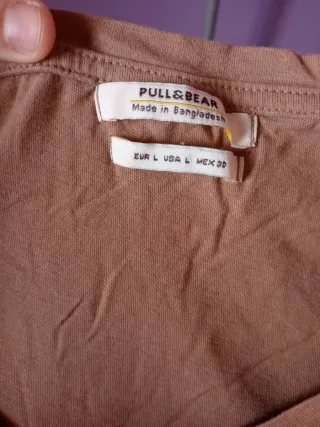 PULL&BEAR
Made in Bangladesh
EUR L USA L MEX 30